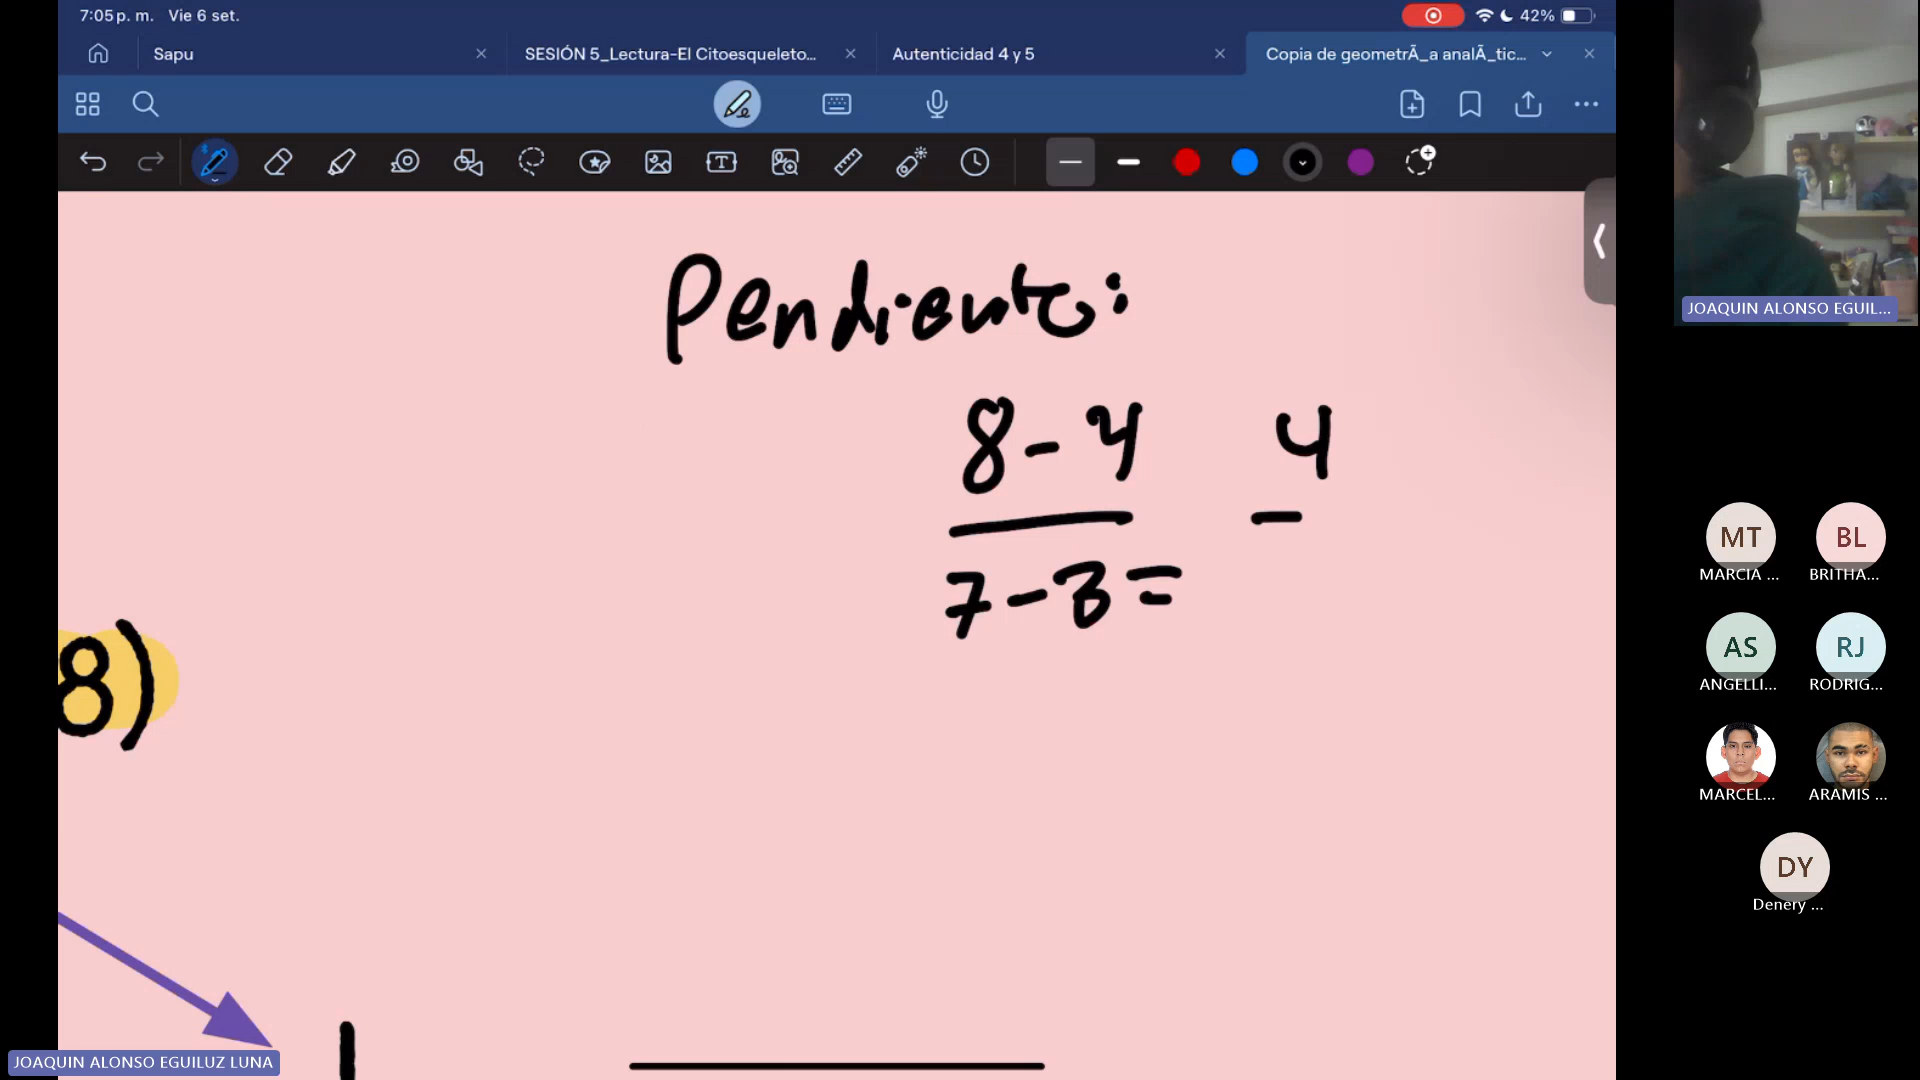 7:05 p. m. Vie 6 set.
42%
Sapu
SESIÓN 5_Lectura-El Citoesqueleto...
Autenticidad 4 y 5
Copia de geometrÃ_a analÃ_tic...
T
JOAQUIN ALONSO EGUIL...
Pendiente:
8-4 4
7-3=
8)
MT
MARCIA ...
BL
BRITHA...
AS
ANGELLI...
RJ
RODRIG...
MARCEL...
ARAMIS ...
DY
Denery ...
JOAQUIN ALONSO EGUILUZ LUNA